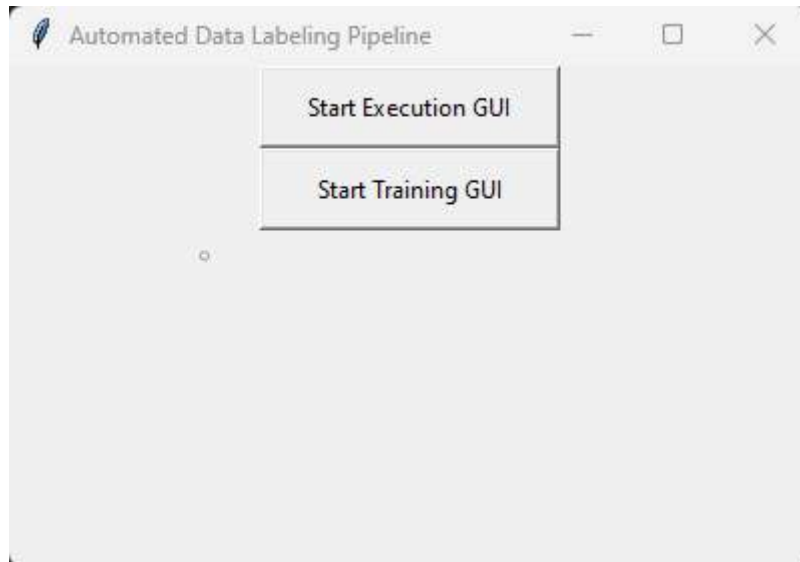 Automated Data Labeling Pipeline
Start Execution GUI
Start Training GUI